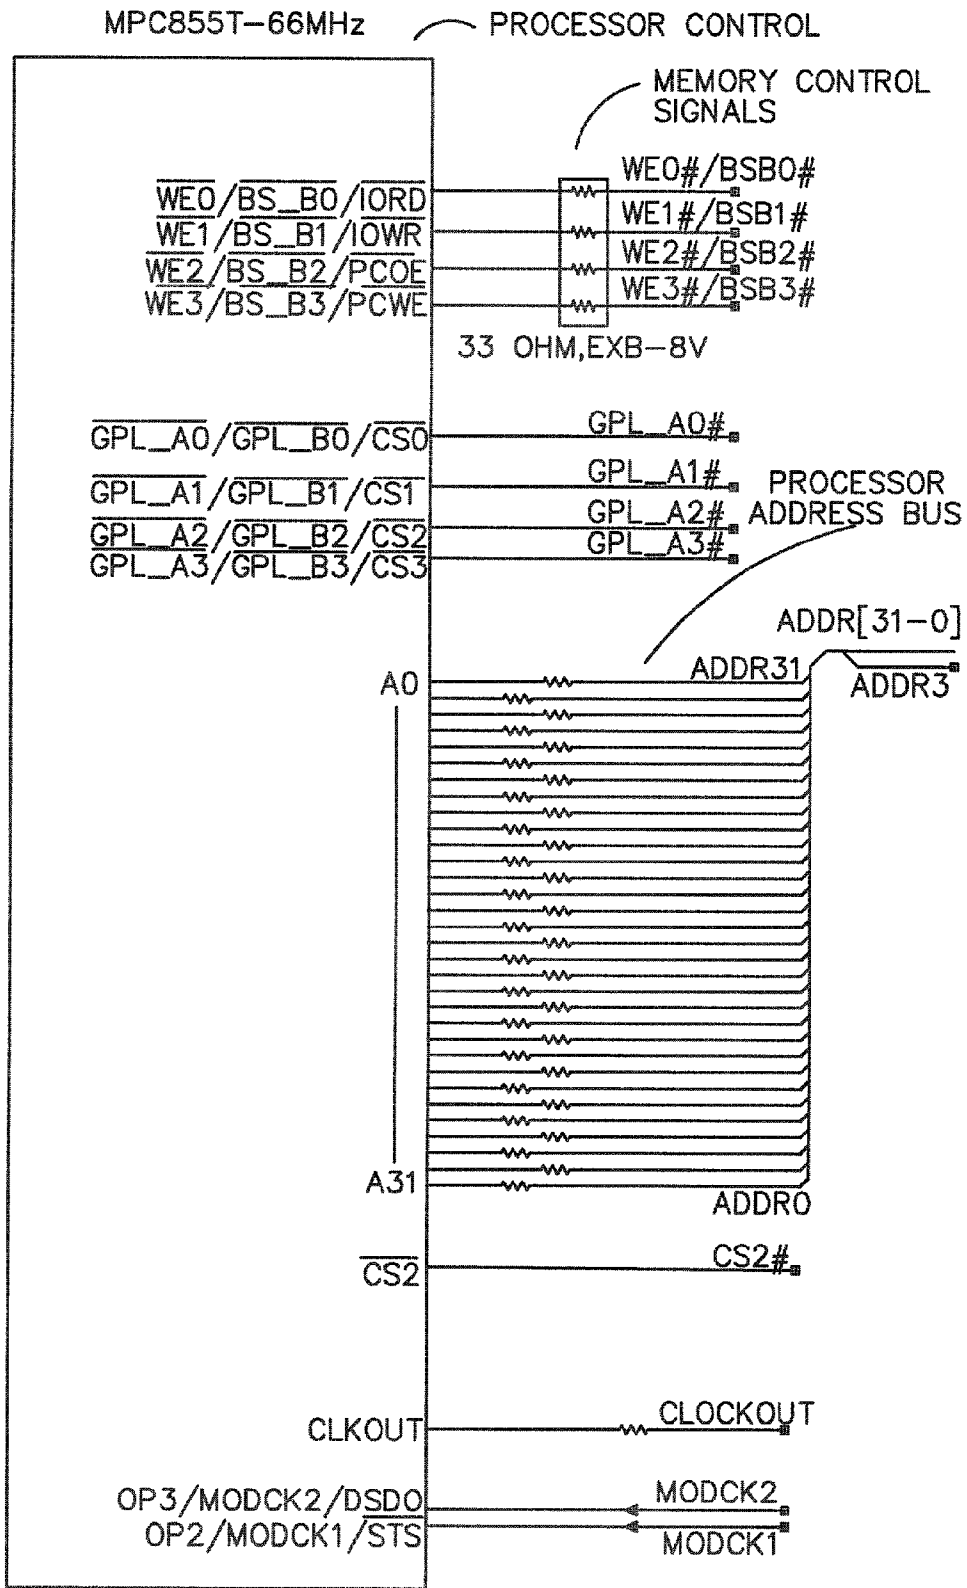 MPC855T-66MHz
PROCESSOR CONTROL
MEMORY CONTROL
SIGNALS
WE0/BS_B0/IORD
WE0#/BSB0#
WE1/BS_B1/IOWR
WE1#/BSB1#
WE2/BS_B2/PCOE
WE2#/BSB2#
WE3/BS_B3/PCWE
WE3#/BSB3#
33 OHM,EXB-8V
GPL_A0/GPL_B0/CS0
GPL_A0#
GPL_A1/GPL_B1/CS1
GPL_A1#
PROCESSOR
ADDRESS BUS
GPL_A2/GPL_B2/CS2
GPL_A2#
GPL_A3/GPL_B3/CS3
GPL_A3#
ADDR[31-0]
A0
ADDR31
ADDR3
A31
ADDR0
CS2
CS2#
CLKOUT
CLOCKOUT
OP3/MODCK2/DSDO
MODCK2
OP2/MODCK1/STS
MODCK1